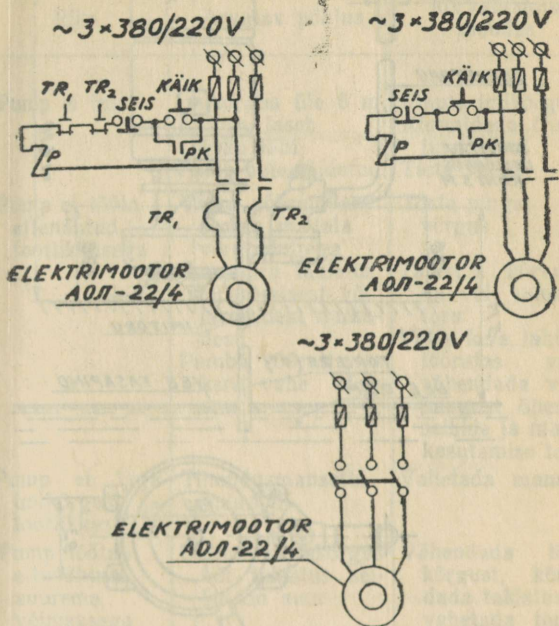 ~3×380/220V
TR₁ TR₂ SEIS KÄIK
P
PK
TR₁ TR₂
ELEKTRIMOOTOR
АОЛ-22/4
~3×380/220V
KÄIK
SEIS
PK
P
ELEKTRIMOOTOR
АОЛ-22/4
~3×380/220V
ELEKTRIMOOTOR
АОЛ-22/4